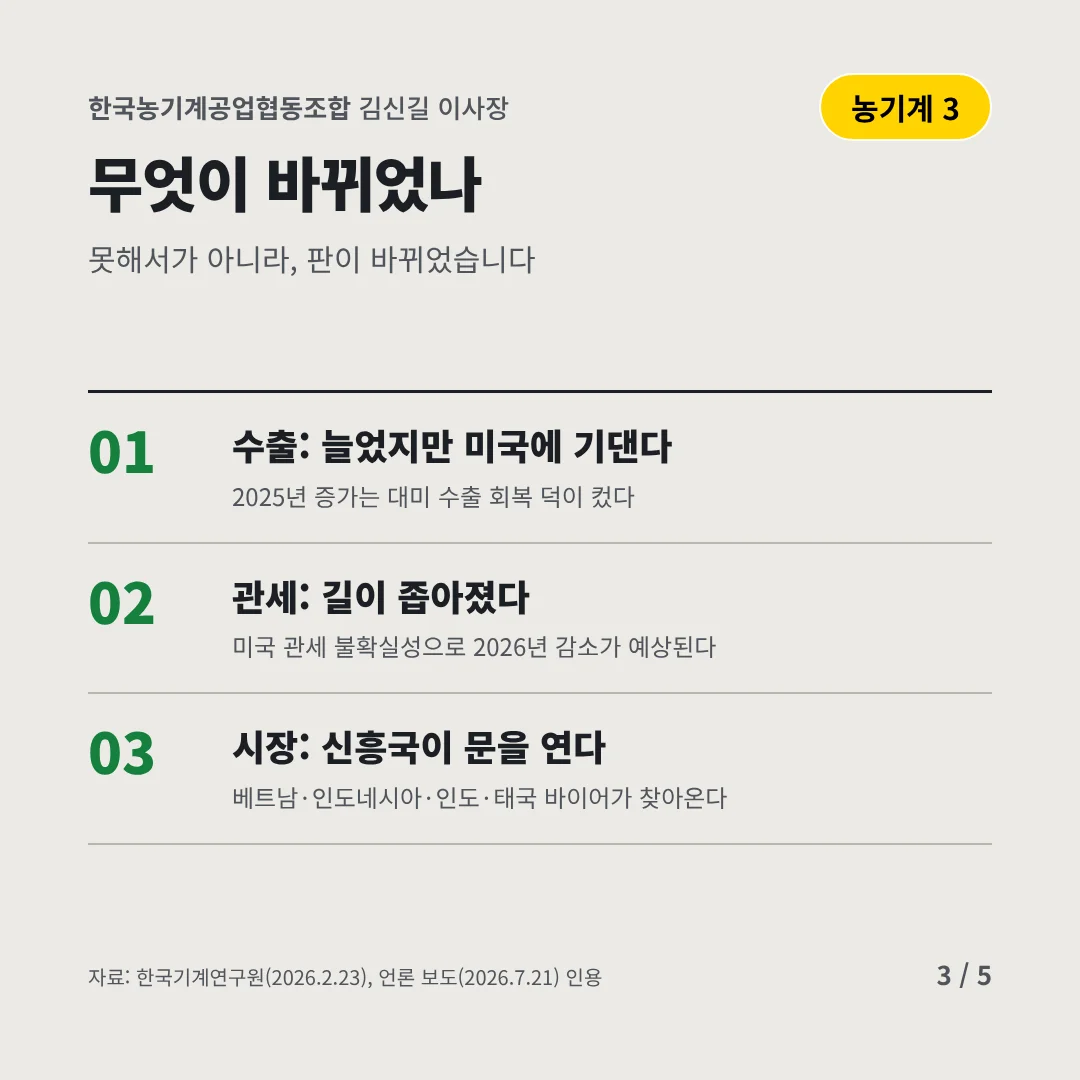 한국농기계공업협동조합 김신길 이사장
농기계 3
무엇이 바뀌었나
못해서가 아니라, 판이 바뀌었습니다
01
수출: 늘었지만 미국에 기댄다
2025년 증가는 대미 수출 회복 덕이 컸다
02
관세: 길이 좁아졌다
미국 관세 불확실성으로 2026년 감소가 예상된다
03
시장: 신흥국이 문을 연다
베트남·인도네시아·인도·태국 바이어가 찾아온다
자료: 한국기계연구원(2026.2.23), 언론 보도(2026.7.21) 인용
3 / 5